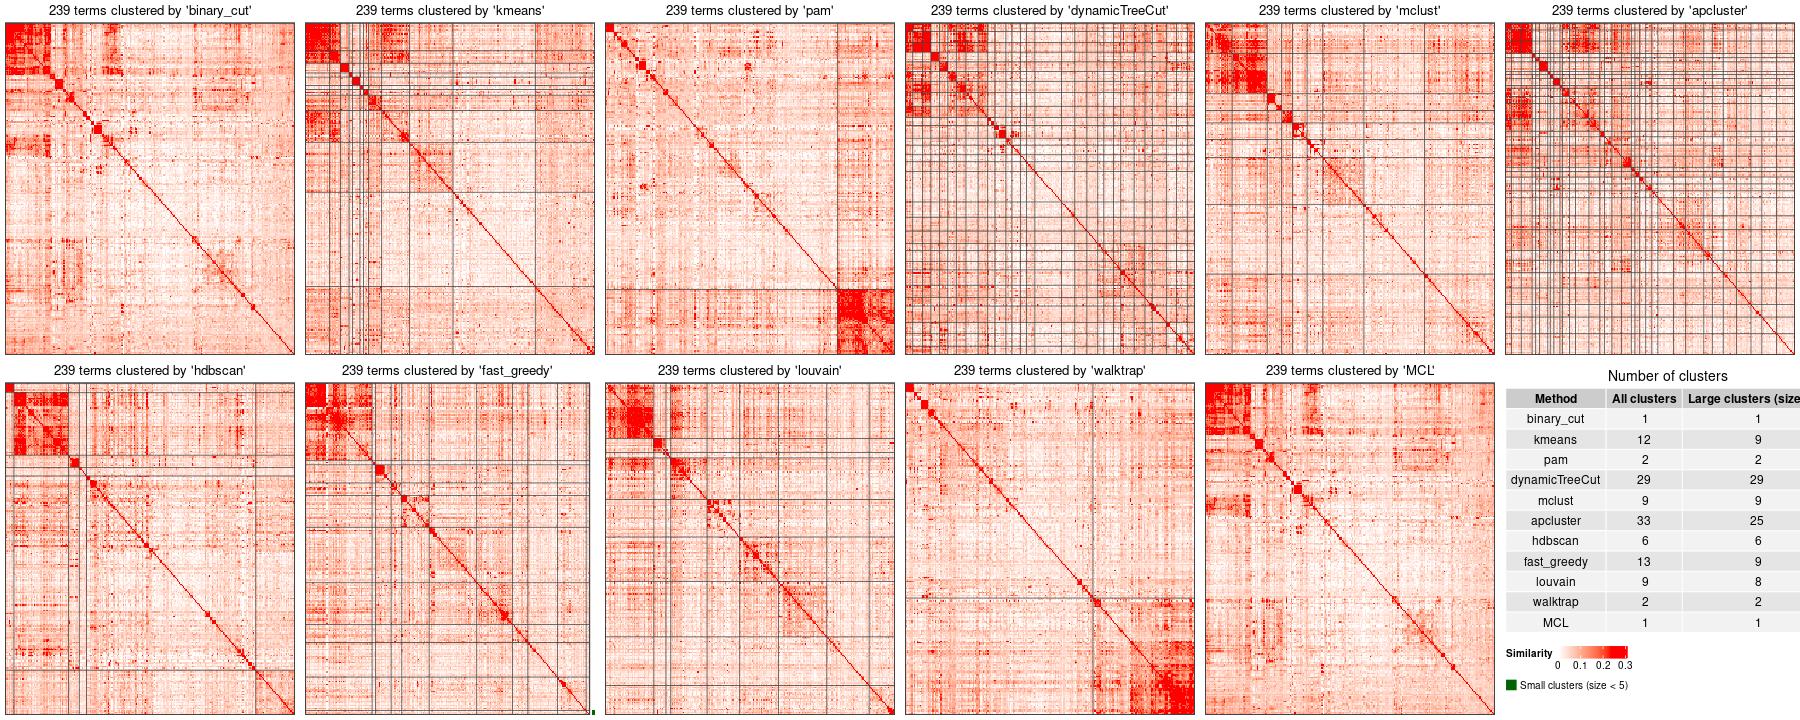 239 terms clustered by 'binary_cut'
239 terms clustered by 'kmeans'
239 terms clustered by 'pam'
239 terms clustered by 'dynamicTreeCut'
239 terms clustered by 'mclust'
239 terms clustered by 'apcluster'
239 terms clustered by 'hdbscan'
239 terms clustered by 'fast_greedy'
239 terms clustered by 'louvain'
239 terms clustered by 'walktrap'
239 terms clustered by 'MCL'
Number of clusters
Method All clusters Large clusters (size
binary_cut 1 1
kmeans 12 9
pam 2 2
dynamicTreeCut 29 29
mclust 9 9
apcluster 33 25
hdbscan 6 6
fast_greedy 13 9
louvain 9 8
walktrap 2 2
MCL 1 1
Similarity
0 0.1 0.2 0.3
Small clusters (size < 5)